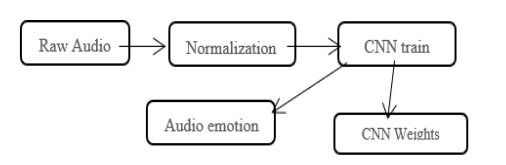 Raw Audio
Normalization
CNN train
Audio emotion
CNN Weights